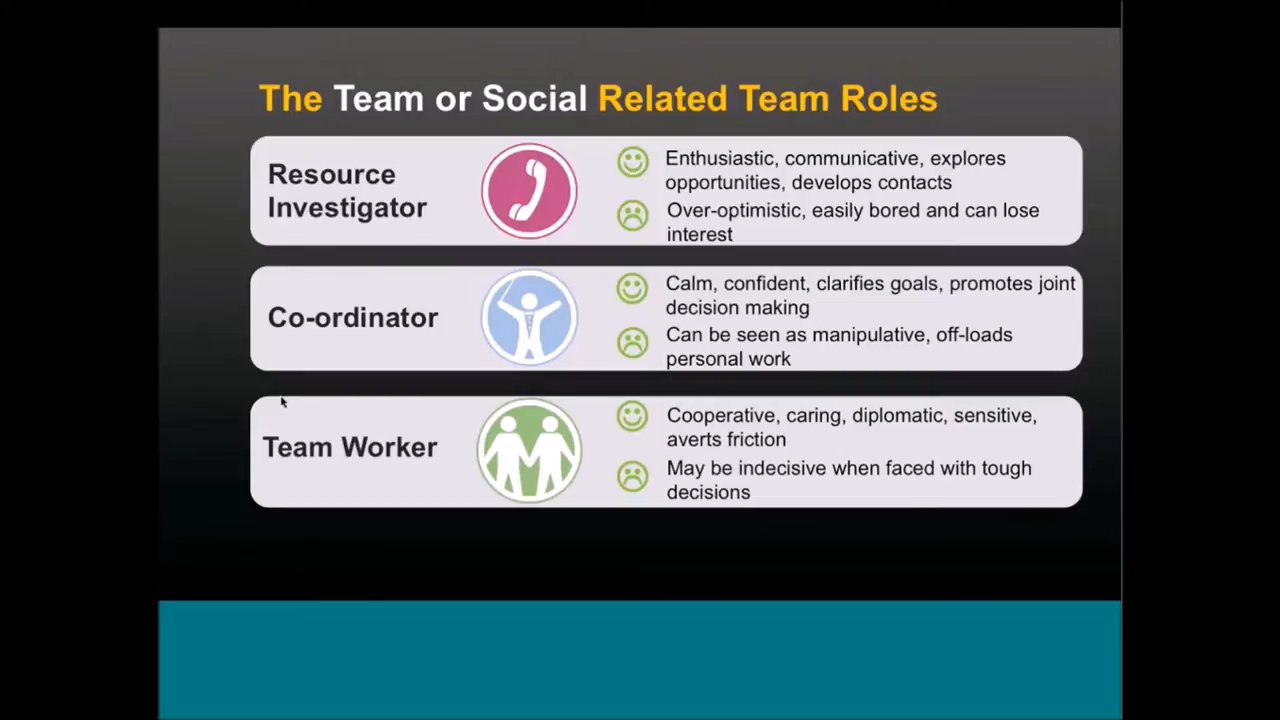 The Team or Social Related Team Roles
Resource
Investigator
Enthusiastic, communicative, explores
opportunities, develops contacts
Over-optimistic, easily bored and can lose
interest
Co-ordinator
Calm, confident, clarifies goals, promotes joint
decision making
Can be seen as manipulative, off-loads
personal work
Team Worker
Cooperative, caring, diplomatic, sensitive,
averts friction
May be indecisive when faced with tough
decisions